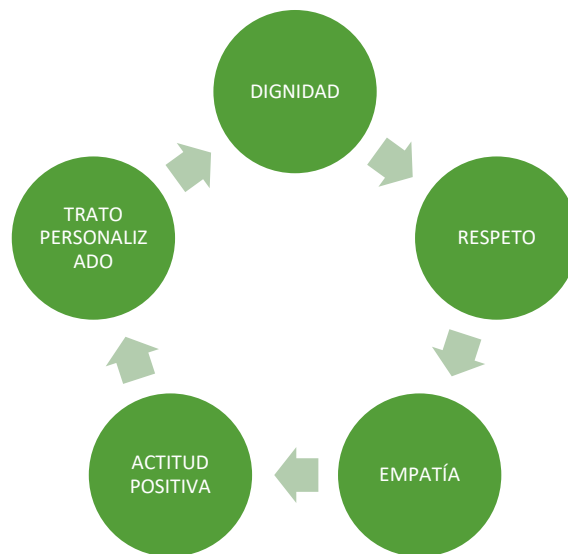 DIGNIDAD
RESPETO
EMPATÍA
ACTITUD
POSITIVA
TRATO
PERSONALIZ
ADO